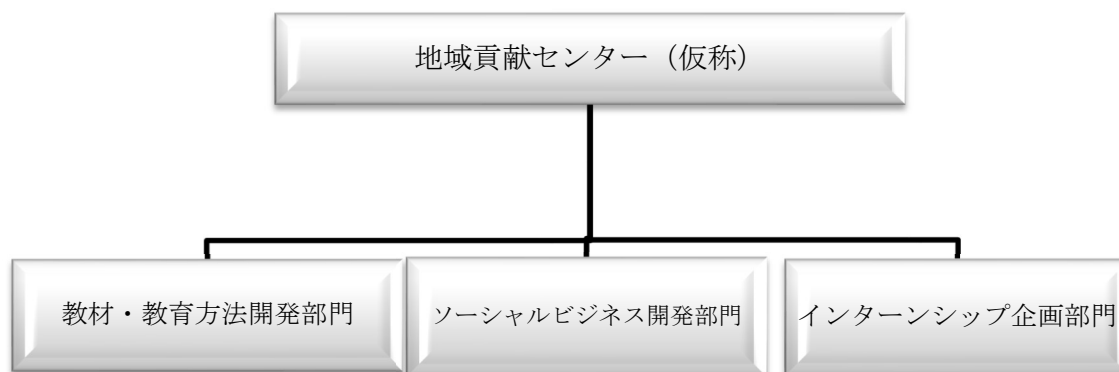 地域貢献センター（仮称）
教材・教育方法開発部門
ソーシャルビジネス開発部門
インターンシップ企画部門